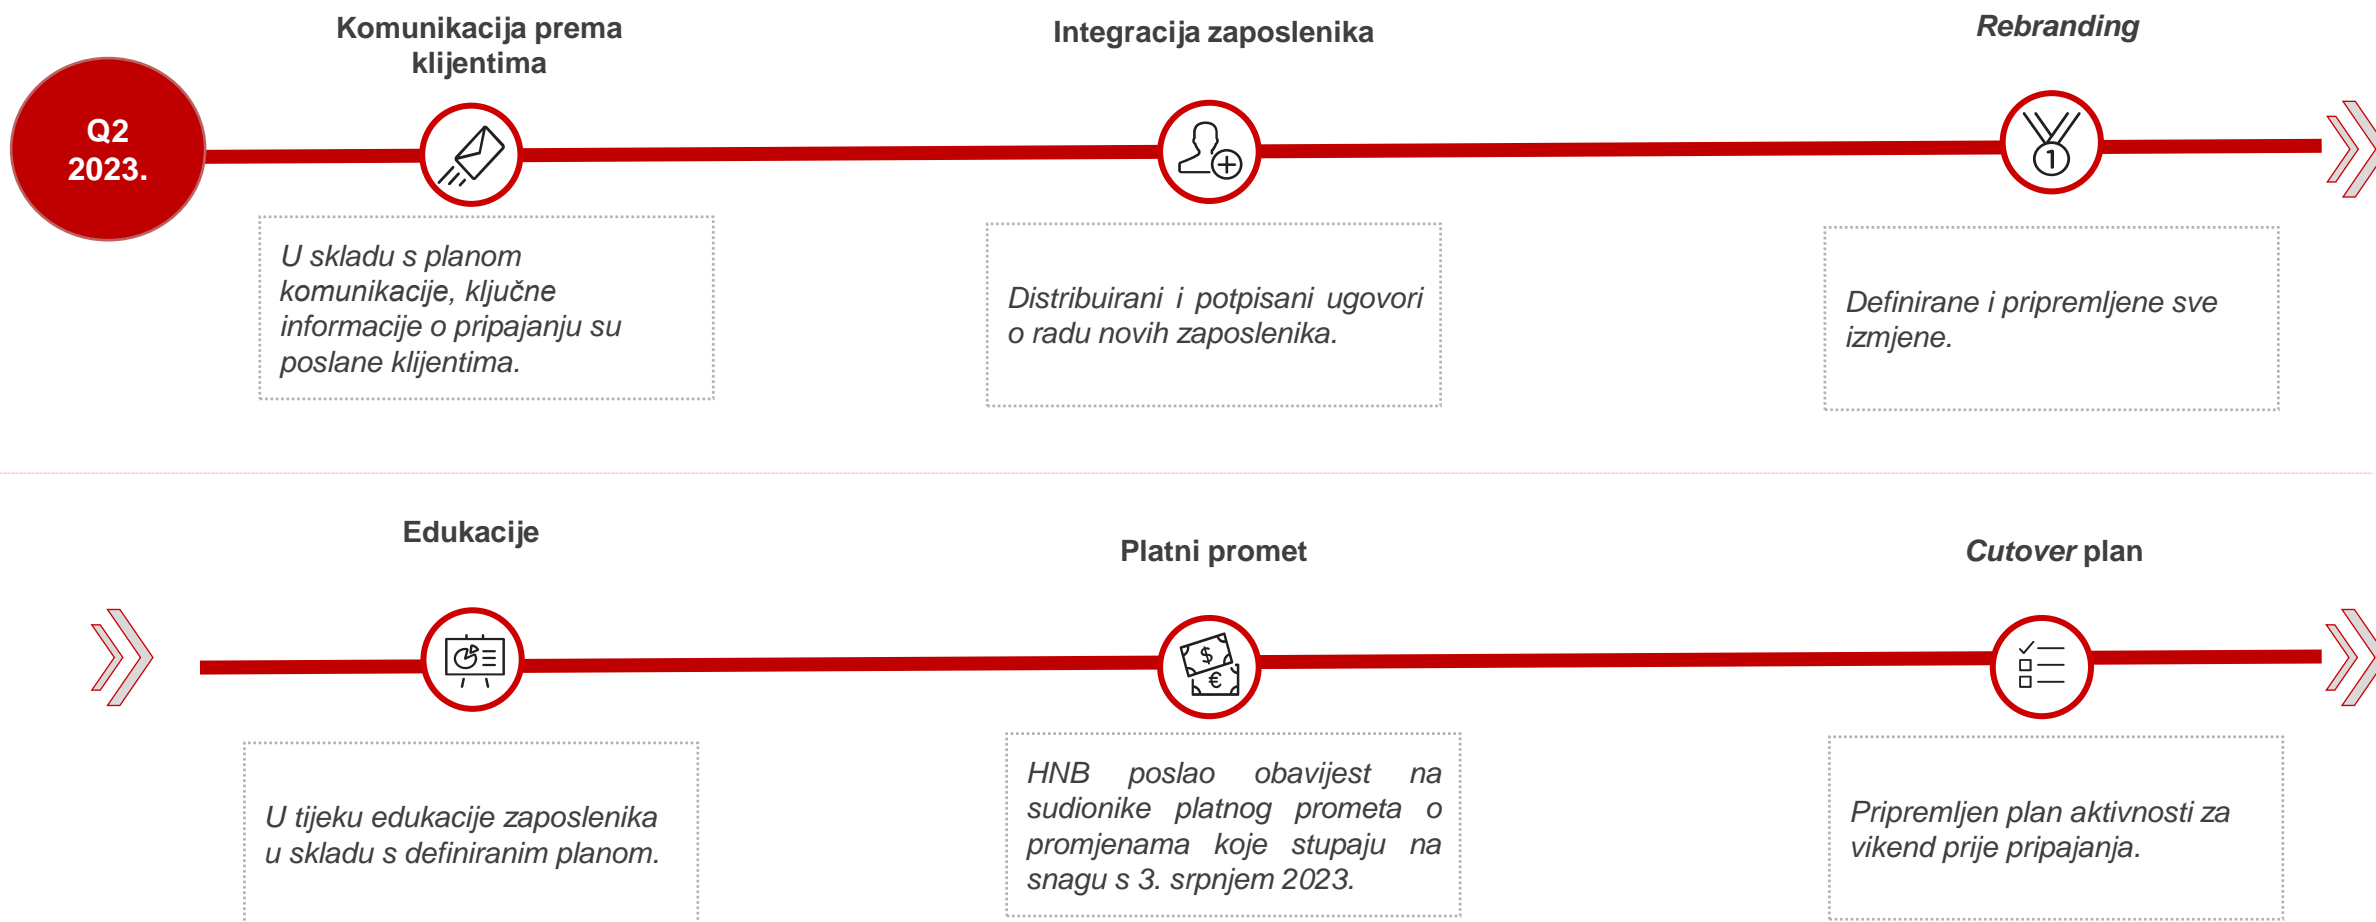 Komunikacija prema
klijentima
Integracija zaposlenika
Rebranding
Q2
2023.
1
U skladu s planom
komunikacije, ključne
informacije o pripajanju su
poslane klijentima.
Distribuirani i potpisani ugovori
o radu novih zaposlenika.
Definirane i pripremljene sve
izmjene.
Edukacije
Platni promet
Cutover plan
$
€
U tijeku edukacije zaposlenika
u skladu s definiranim planom.
HNB poslao obavijest na
sudionike platnog prometa o
promjenama koje stupaju na
snagu s 3. srpnjem 2023.
Pripremljen plan aktivnosti za
vikend prije pripajanja.